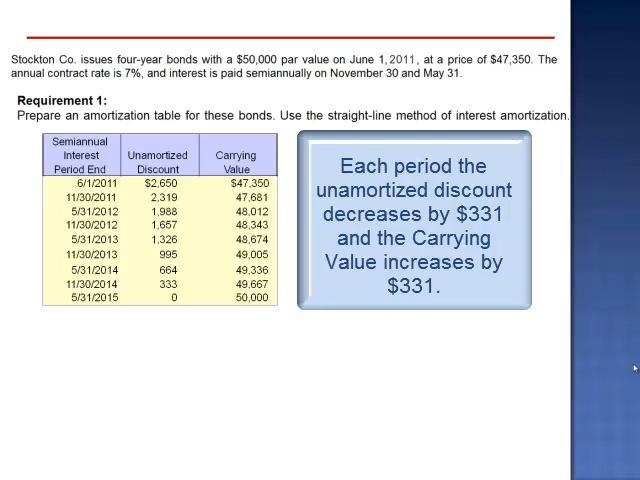 Stockton Co. issues four-year bonds with a $50,000 par value on June 1, 2011, at a price of $47,350. The
annual contract rate is 7%, and interest is paid semiannually on November 30 and May 31.
Requirement 1:
Prepare an amortization table for these bonds. Use the straight-line method of interest amortization.
Semiannual
Interest Unamortized Carrying
Period End Discount Value
6/1/2011 $2,650 $47,350
11/30/2011 2,319 47,681
5/31/2012 1,988 48,012
11/30/2012 1,657 48,343
5/31/2013 1,326 48,674
11/30/2013 995 49,005
5/31/2014 664 49,336
11/30/2014 333 49,667
5/31/2015 0 50,000
Each period the
unamortized discount
decreases by $331
and the Carrying
Value increases by
$331.